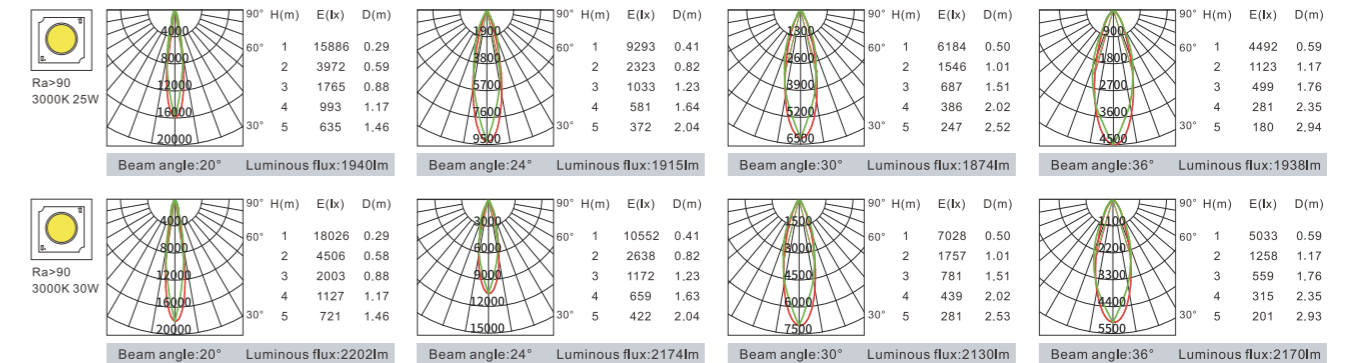 Ra>90
3000K 25W
4000
8000
12000
16000
20000
90°
60°
30°
H(m) E(lx) D(m)
1 15886 0.29
2 3972 0.59
3 1765 0.88
4 993 1.17
5 635 1.46
Beam angle:20° Luminous flux:1940lm
1900
3800
5700
7600
9500
90°
60°
30°
H(m) E(lx) D(m)
1 9293 0.41
2 2323 0.82
3 1033 1.23
4 581 1.64
5 372 2.04
Beam angle:24° Luminous flux:1915lm
1300
2600
3900
5200
6500
90°
60°
30°
H(m) E(lx) D(m)
1 6184 0.50
2 1546 1.01
3 687 1.51
4 386 2.02
5 247 2.52
Beam angle:30° Luminous flux:1874lm
900
1800
2700
3600
4500
90°
60°
30°
H(m) E(lx) D(m)
1 4492 0.59
2 1123 1.17
3 499 1.76
4 281 2.35
5 180 2.94
Beam angle:36° Luminous flux:1938lm
Ra>90
3000K 30W
4000
8000
12000
16000
20000
90°
60°
30°
H(m) E(lx) D(m)
1 18026 0.29
2 4506 0.58
3 2003 0.88
4 1127 1.17
5 721 1.46
Beam angle:20° Luminous flux:2202lm
3000
6000
9000
12000
15000
90°
60°
30°
H(m) E(lx) D(m)
1 10552 0.41
2 2638 0.82
3 1172 1.23
4 659 1.63
5 422 2.04
Beam angle:24° Luminous flux:2174lm
1500
3000
4500
6000
7500
90°
60°
30°
H(m) E(lx) D(m)
1 7028 0.50
2 1757 1.01
3 781 1.51
4 439 2.02
5 281 2.53
Beam angle:30° Luminous flux:2130lm
1100
2200
3300
4400
5500
90°
60°
30°
H(m) E(lx) D(m)
1 5033 0.59
2 1258 1.17
3 559 1.76
4 315 2.35
5 201 2.93
Beam angle:36° Luminous flux:2170lm